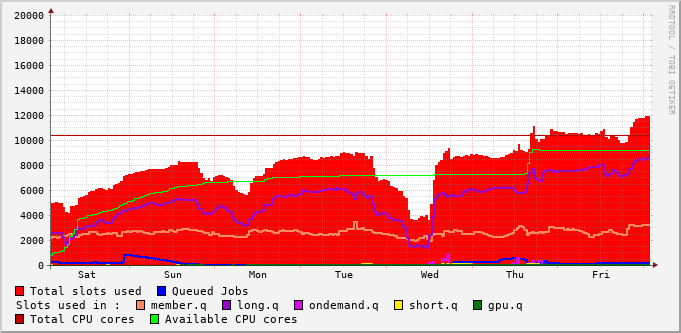 20000
18000
16000
14000
12000
10000
8000
6000
4000
2000
0
Sat Sun Mon Tue Wed Thu Fri
RRDTOOL / TOBI OETIKER
Total slots used Queued Jobs
Slots used in : member.q long.q ondemand.q short.q gpu.q
Total CPU cores Available CPU cores